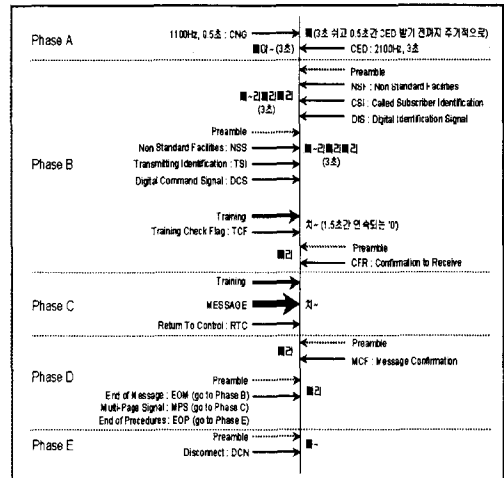 Phase A
1100Hz, 0.5초 : CNG
(3초 쉬고 0.5초간 CED 받기 전까지 주기적으로)
(3초)
CED : 2100Hz, 3초
Preamble
NSF : Non Standard Facilities
CSI : Called Subscriber Identification
(3초)
DIS : Digital Identification Signal
Phase B
Preamble
Non Standard Facilities : NSS
Transmitting Identification : TSI
(3초)
Digital Command Signal : DCS
Training
Training Check Flag : TCF
치~ (1.5초간 연속되는 '0')
Preamble
CFR : Confirmation to Receive
Phase C
Training
MESSAGE
치~
Return To Control : RTC
Phase D
Preamble
MCF : Message Confirmation
Preamble
End of Message : EOM (go to Phase B)
Multi-Page Signal : MPS (go to Phase C)
End of Procedures : EOP (go to Phase E)
Phase E
Preamble
Disconnect : DCN